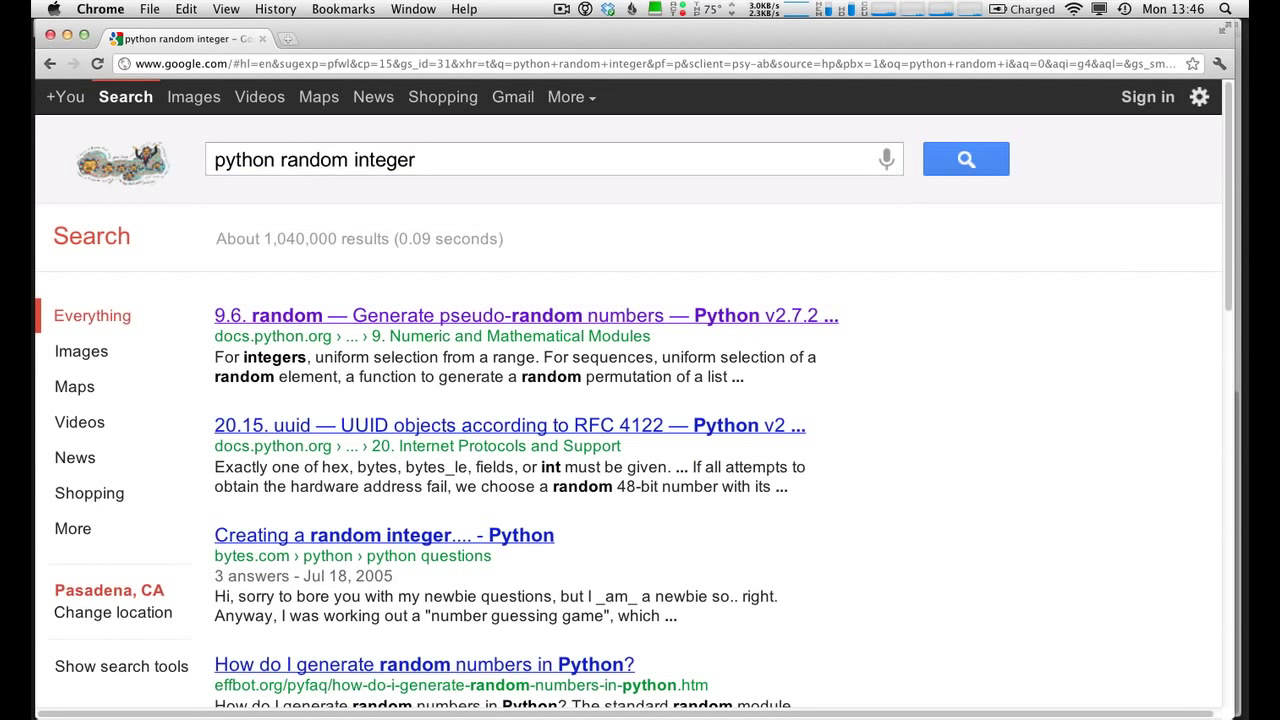 Chrome File Edit View History Bookmarks Window Help 75° 3.0KB/s 2.3KB/s Charged Mon 13:46
python random integer – Go
www.google.com/#hl=en&sugexp=pfwl&cp=15&gs_id=31&xhr=t&q=python+random+integer&pf=p&sclient=psy-ab&source=hp&pbx=1&oq=python+random+i&aq=0&aqi=g4&aql=&gs_sm...
+You Search Images Videos Maps News Shopping Gmail More Sign in
python random integer
Search About 1,040,000 results (0.09 seconds)
Everything
Images
Maps
Videos
News
Shopping
More
Pasadena, CA
Change location
Show search tools
9.6. random — Generate pseudo-random numbers — Python v2.7.2 ...
docs.python.org › ... › 9. Numeric and Mathematical Modules
For integers, uniform selection from a range. For sequences, uniform selection of a
random element, a function to generate a random permutation of a list ...
20.15. uuid — UUID objects according to RFC 4122 — Python v2 ...
docs.python.org › ... › 20. Internet Protocols and Support
Exactly one of hex, bytes, bytes_le, fields, or int must be given. ... If all attempts to
obtain the hardware address fail, we choose a random 48-bit number with its ...
Creating a random integer.... - Python
bytes.com › python › python questions
3 answers - Jul 18, 2005
Hi, sorry to bore you with my newbie questions, but I _am_ a newbie so.. right.
Anyway, I was working out a "number guessing game", which ...
How do I generate random numbers in Python?
effbot.org/pyfaq/how-do-i-generate-random-numbers-in-python.htm
How do I generate random numbers in Python? The standard random module